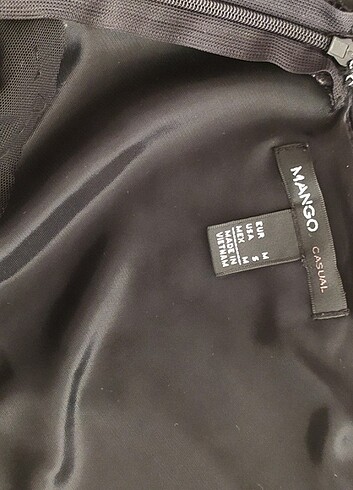 MANGO CASUAL
EUR M
USA S
MEX M
MADE IN
VIETNAM